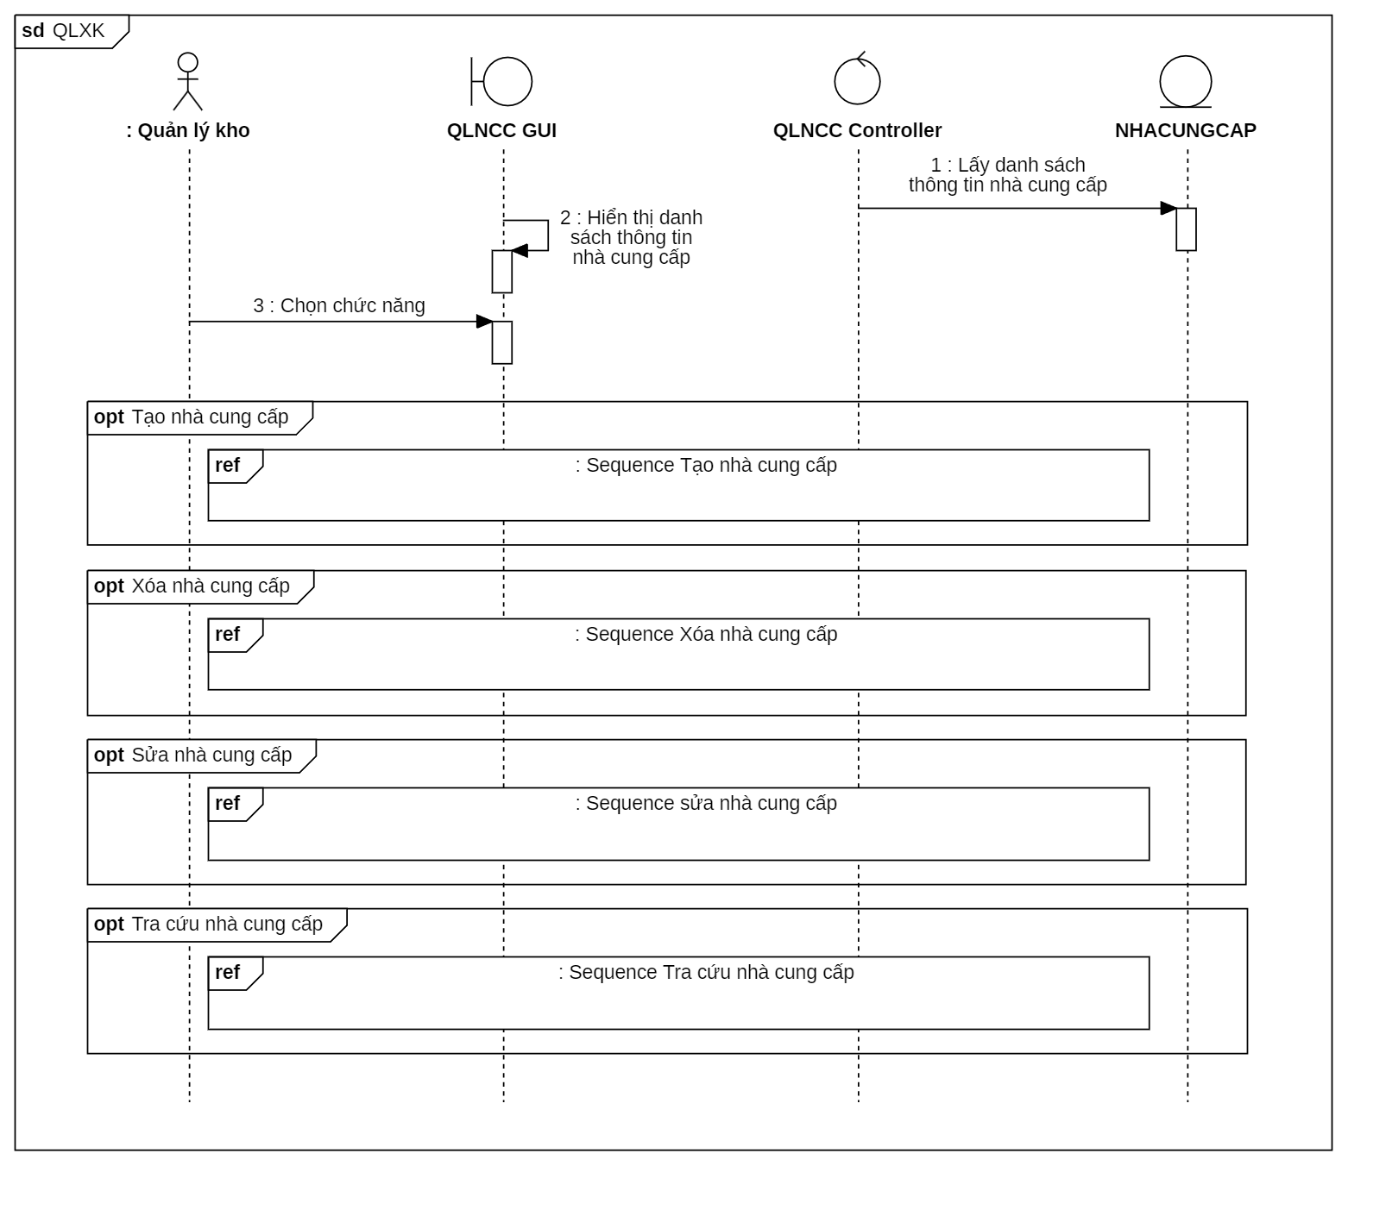 sd QLXK
: Quản lý kho
QLNCC GUI
QLNCC Controller
NHACUNGCAP
1 : Lấy danh sách
thông tin nhà cung cấp
2 : Hiển thị danh
sách thông tin
nhà cung cấp
3 : Chọn chức năng
opt Tạo nhà cung cấp
ref
: Sequence Tạo nhà cung cấp
opt Xóa nhà cung cấp
ref
: Sequence Xóa nhà cung cấp
opt Sửa nhà cung cấp
ref
: Sequence sửa nhà cung cấp
opt Tra cứu nhà cung cấp
ref
: Sequence Tra cứu nhà cung cấp